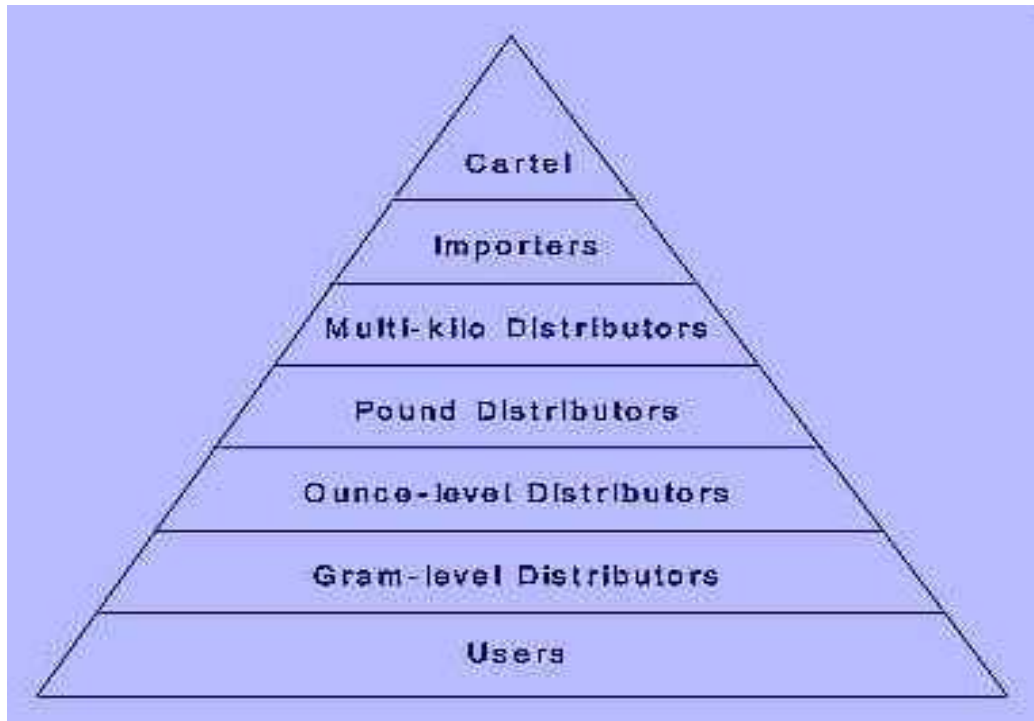 Cartel
Importers
Multi-kilo Distributors
Pound Distributors
Ounce-level Distributors
Gram-level Distributors
Users